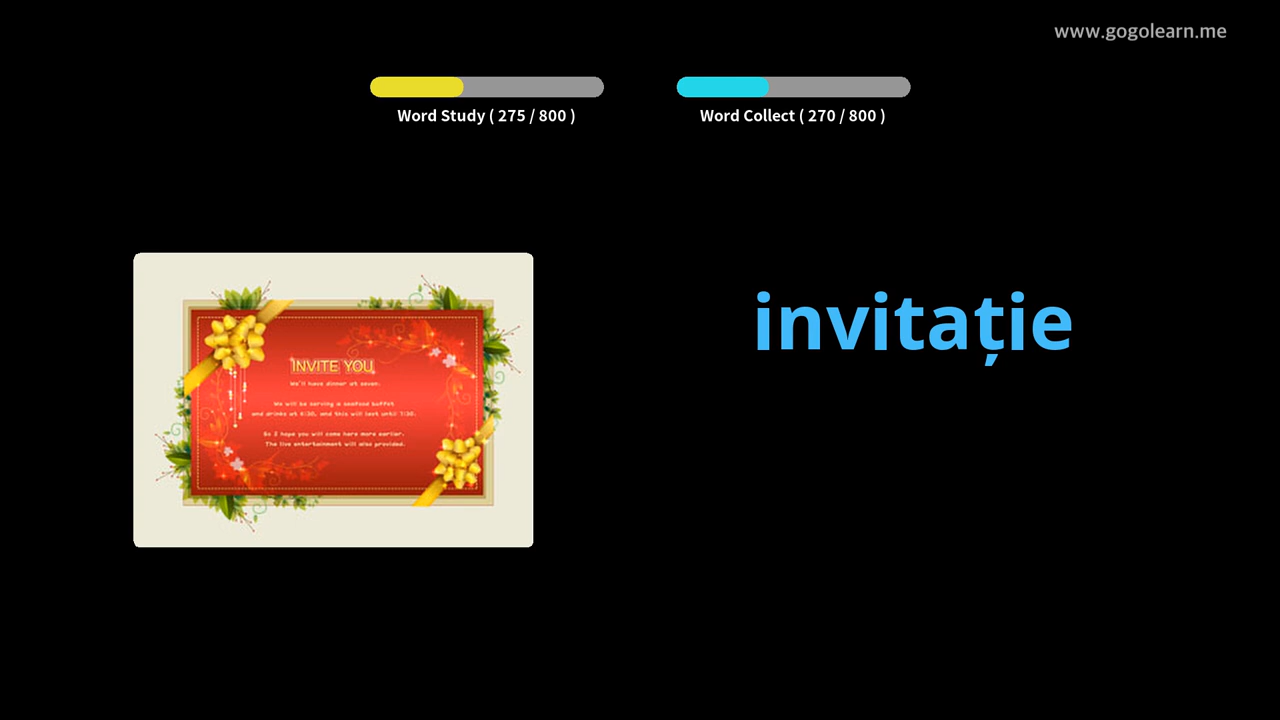 www.gogolearn.me
Word Study ( 275 / 800 )
Word Collect ( 270 / 800 )
invitație
INVITE YOU
We'll have dinner at seven.
We will be serving a seafood buffet
and drinks at 6:30, and this will last until 7:30.
So I hope you will come here more earlier.
The live entertainment will also provided.